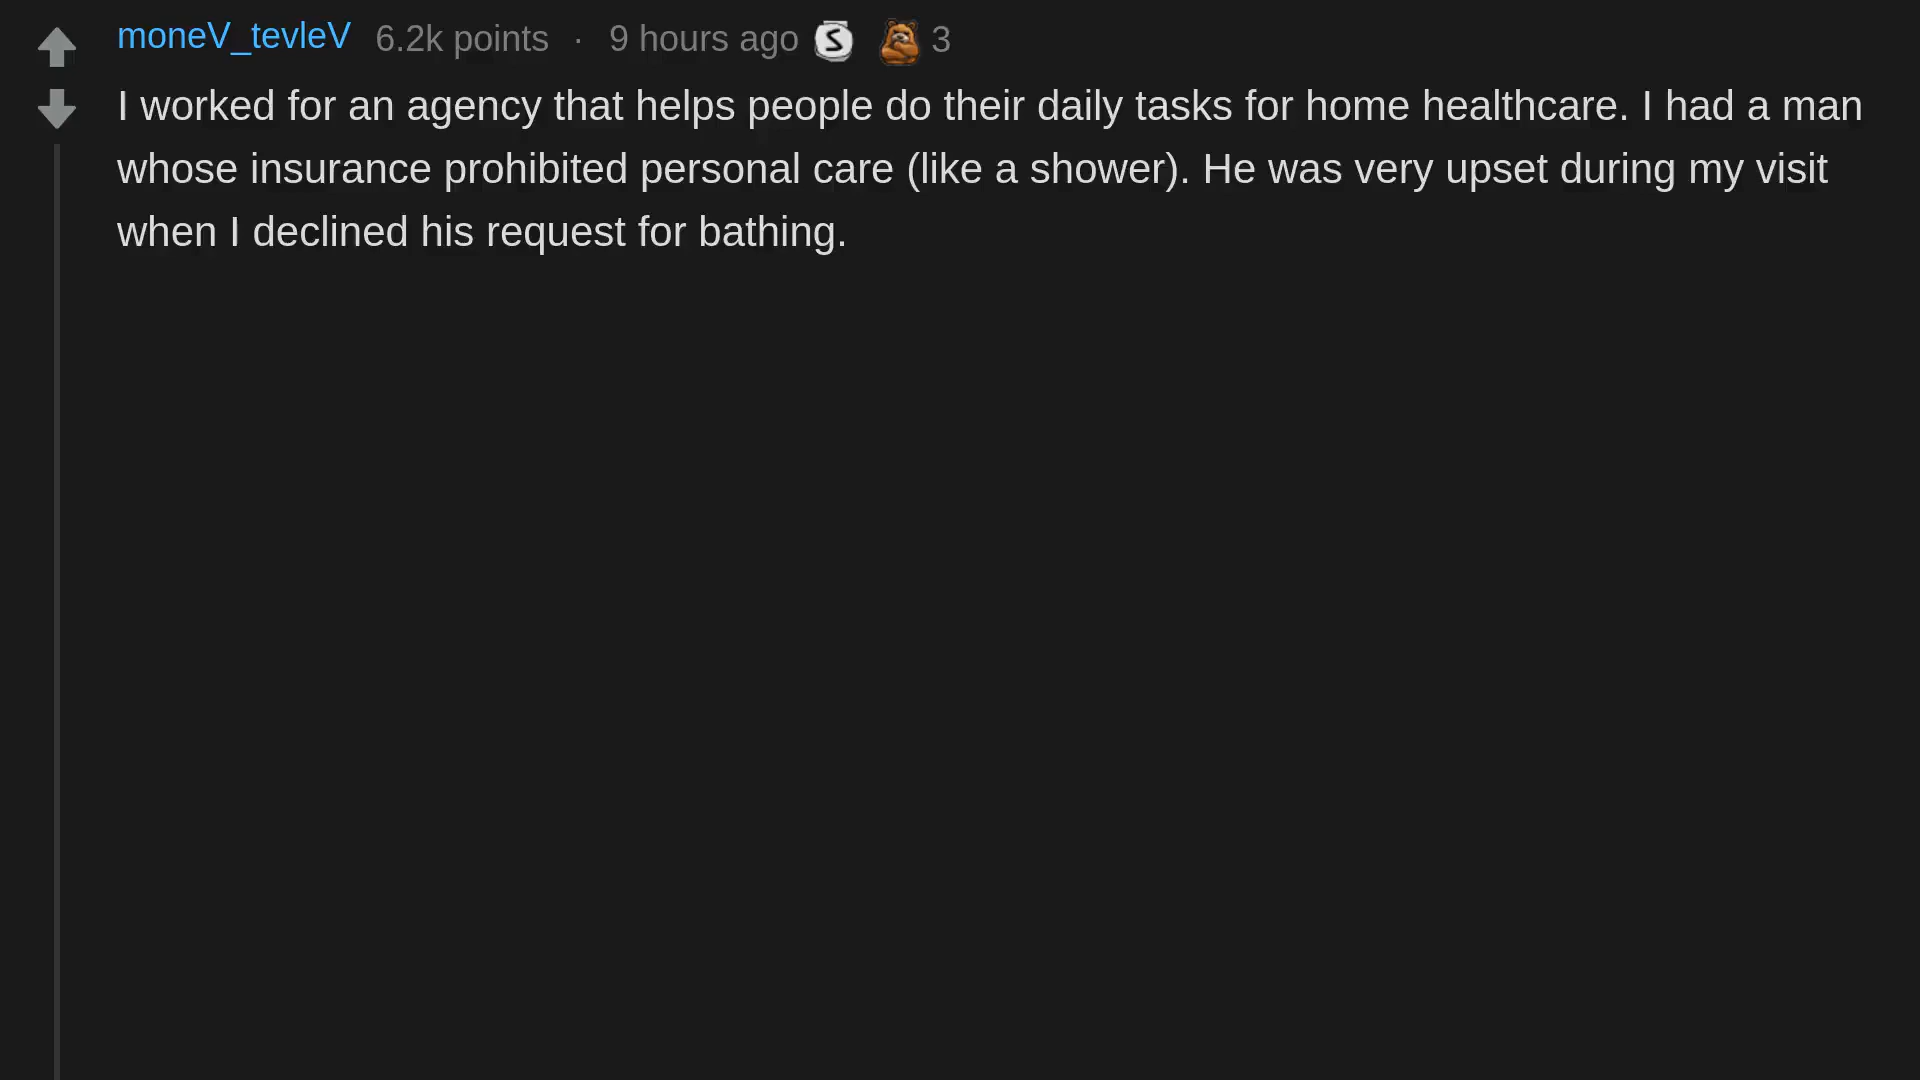 moneV_tevleV 6.2k points · 9 hours ago S 3
I worked for an agency that helps people do their daily tasks for home healthcare. I had a man
whose insurance prohibited personal care (like a shower). He was very upset during my visit
when I declined his request for bathing.